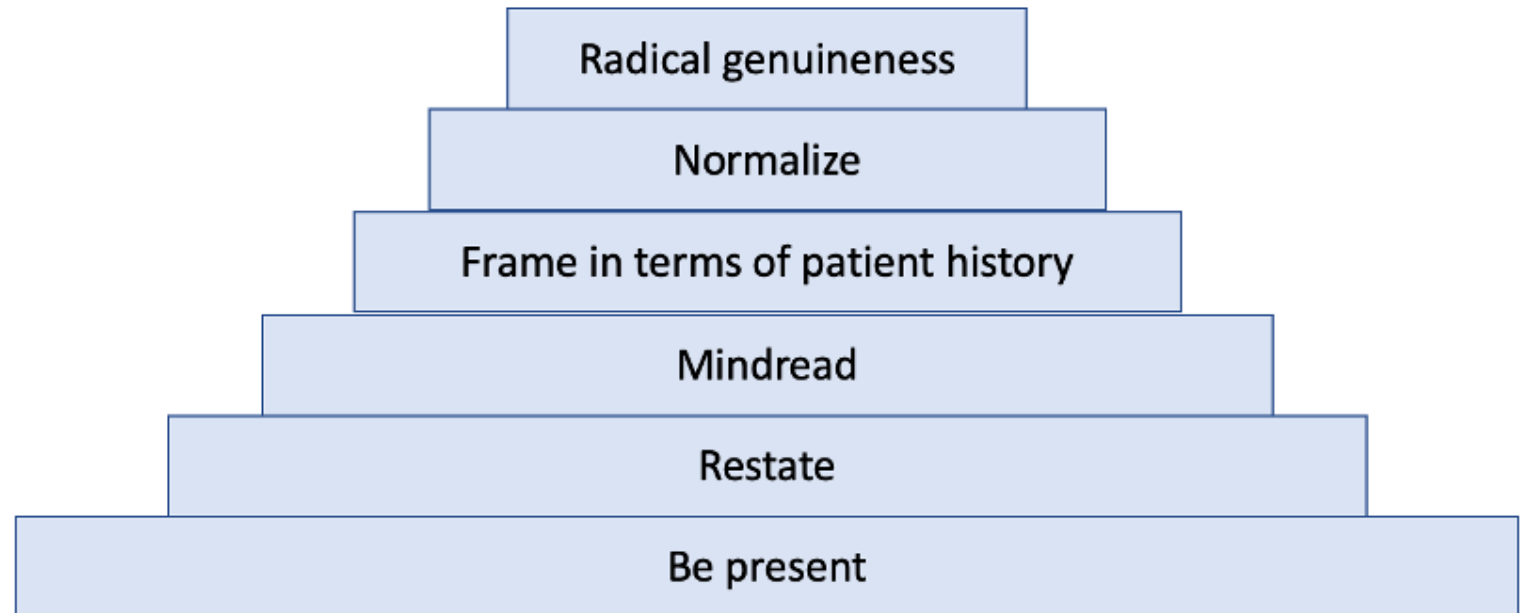 Radical genuineness
Normalize
Frame in terms of patient history
Mindread
Restate
Be present